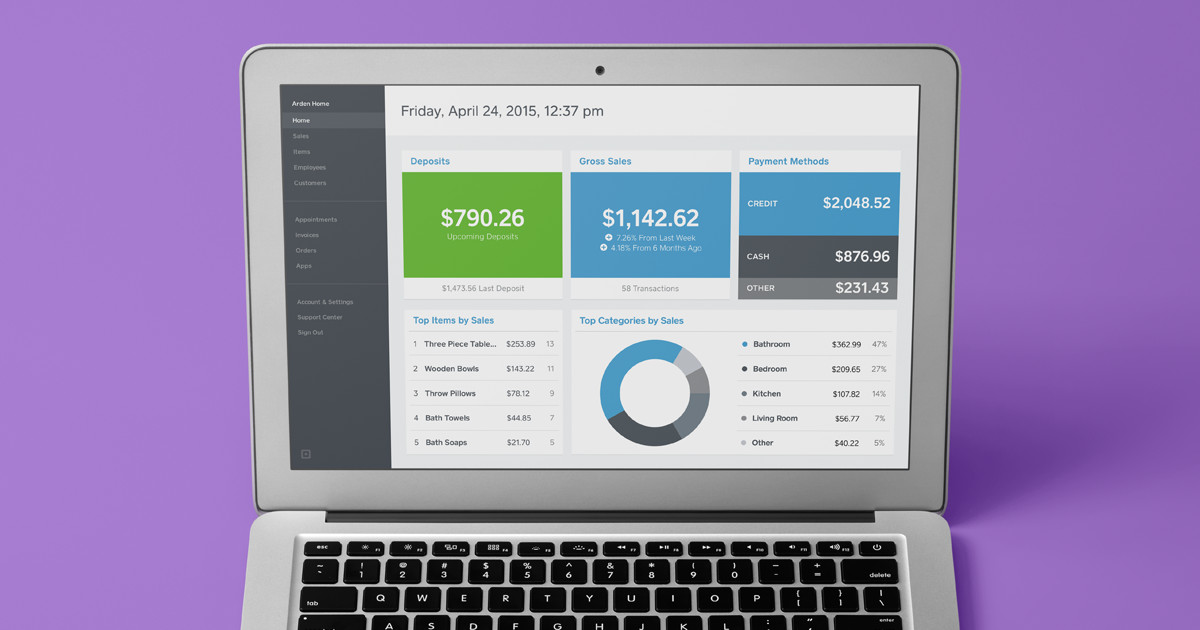 Arden Home
Home
Sales
Items
Employees
Customers
Appointments
Invoices
Orders
Apps
Account & Settings
Support Center
Sign Out
Friday, April 24, 2015, 12:37 pm
Deposits
$790.26
Upcoming Deposits
$1,473.56 Last Deposit
Gross Sales
$1,142.62
7.26% From Last Week
4.18% From 6 Months Ago
58 Transactions
Payment Methods
CREDIT $2,048.52
CASH $876.96
OTHER $231.43
Top Items by Sales
1 Three Piece Table... $253.89 13
2 Wooden Bowls $143.22 11
3 Throw Pillows $78.12 9
4 Bath Towels $44.85 7
5 Bath Soaps $21.70 5
Top Categories by Sales
Bathroom $362.99 47%
Bedroom $209.65 27%
Kitchen $107.82 14%
Living Room $56.77 7%
Other $40.22 5%
esc F1 F2 F3 F4 F5 F6 F7 F8 F9 F10 F11 F12
~ ! @ # $ % ^ & * ( ) _ +
` 1 2 3 4 5 6 7 8 9 0 - = delete
tab Q W E R T Y U I O P { [ } ] | \
A S D F G H J K L : ; " enter